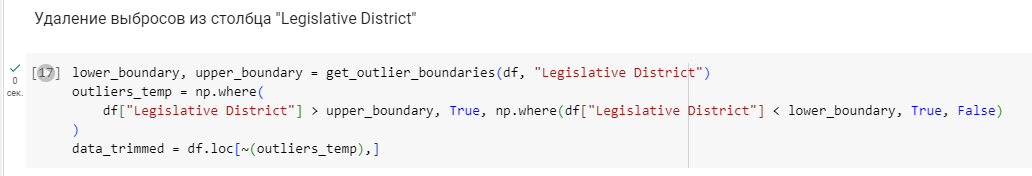 Удаление выбросов из столбца "Legislative District"
[17] lower_boundary, upper_boundary = get_outlier_boundaries(df, "Legislative District")
0
сек.
outliers_temp = np.where(
df["Legislative District"] > upper_boundary, True, np.where(df["Legislative District"] < lower_boundary, True, False)
)
data_trimmed = df.loc[~(outliers_temp),]